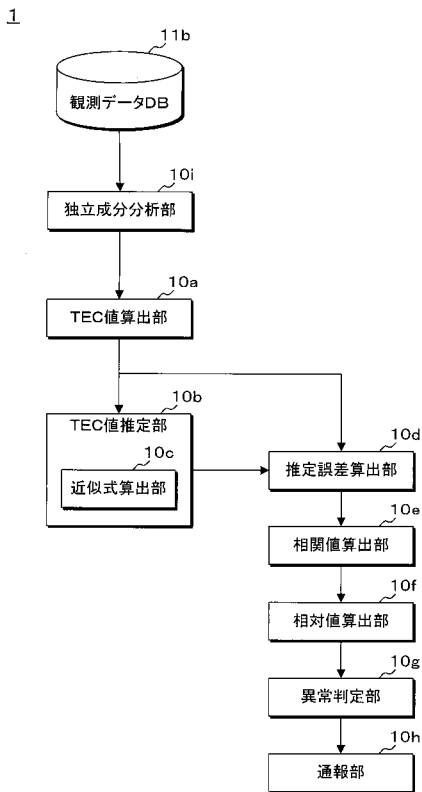 1
11b
観測データDB
10i
独立成分分析部
10a
TEC値算出部
10b
TEC値推定部
10c
近似式算出部
10d
推定誤差算出部
10e
相関値算出部
10f
相対値算出部
10g
異常判定部
10h
通報部